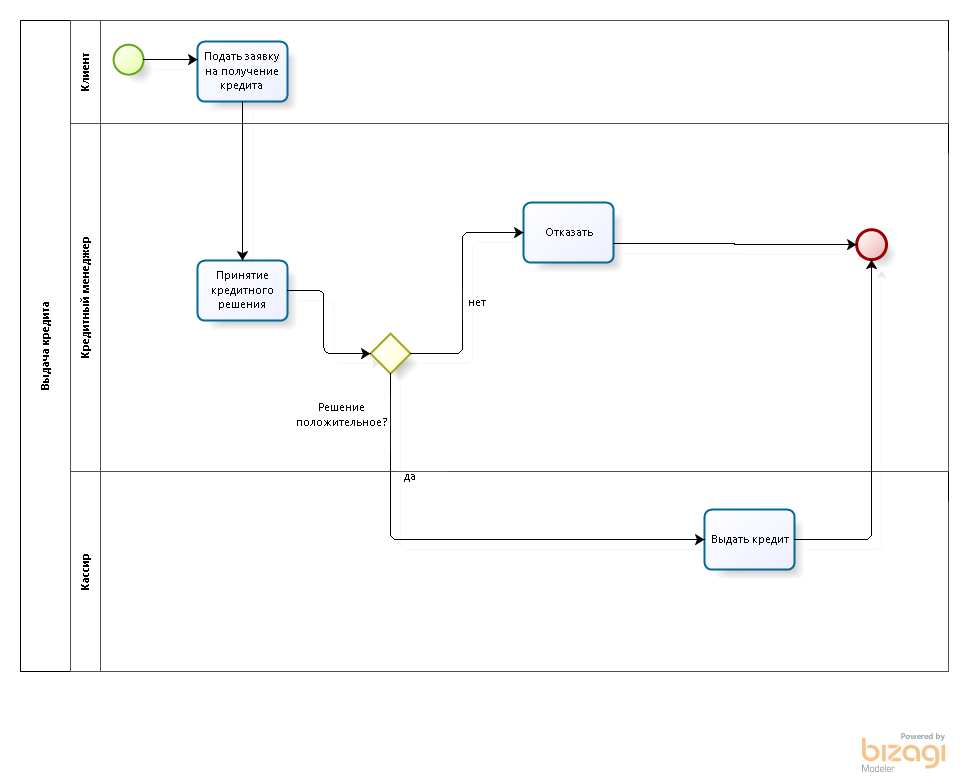 Выдача кредита
Клиент
Подать заявку
на получение
кредита
Кредитный менеджер
Принятие
кредитного
решения
Отказать
нет
Решение
положительное?
да
Кассир
Выдать кредит
Powered by
bizagi
Modeler